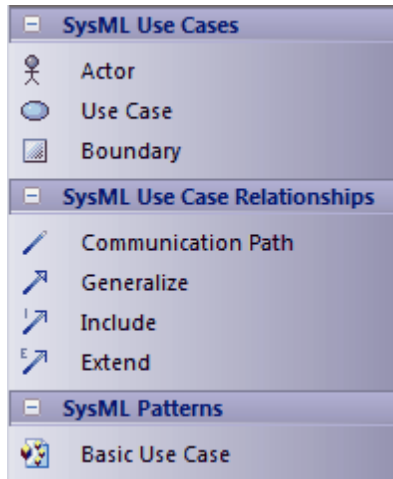 SysML Use Cases
Actor
Use Case
Boundary
SysML Use Case Relationships
Communication Path
Generalize
I Include
E Extend
SysML Patterns
Basic Use Case